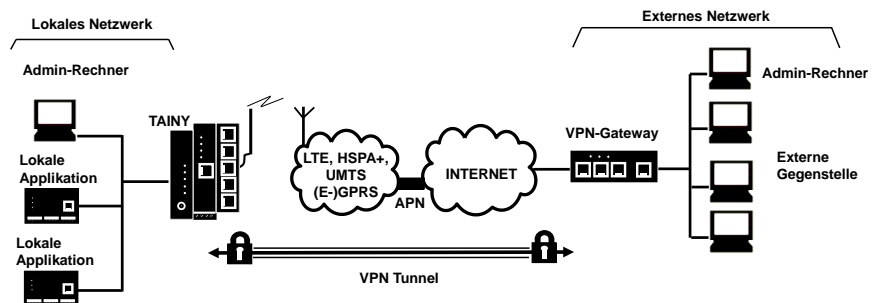 Lokales Netzwerk
Externes Netzwerk
Admin-Rechner
Admin-Rechner
TAINY
VPN-Gateway
Lokale
Applikation
LTE, HSPA+,
UMTS
(E-)GPRS
INTERNET
APN
Externe
Gegenstelle
Lokale
Applikation
VPN Tunnel